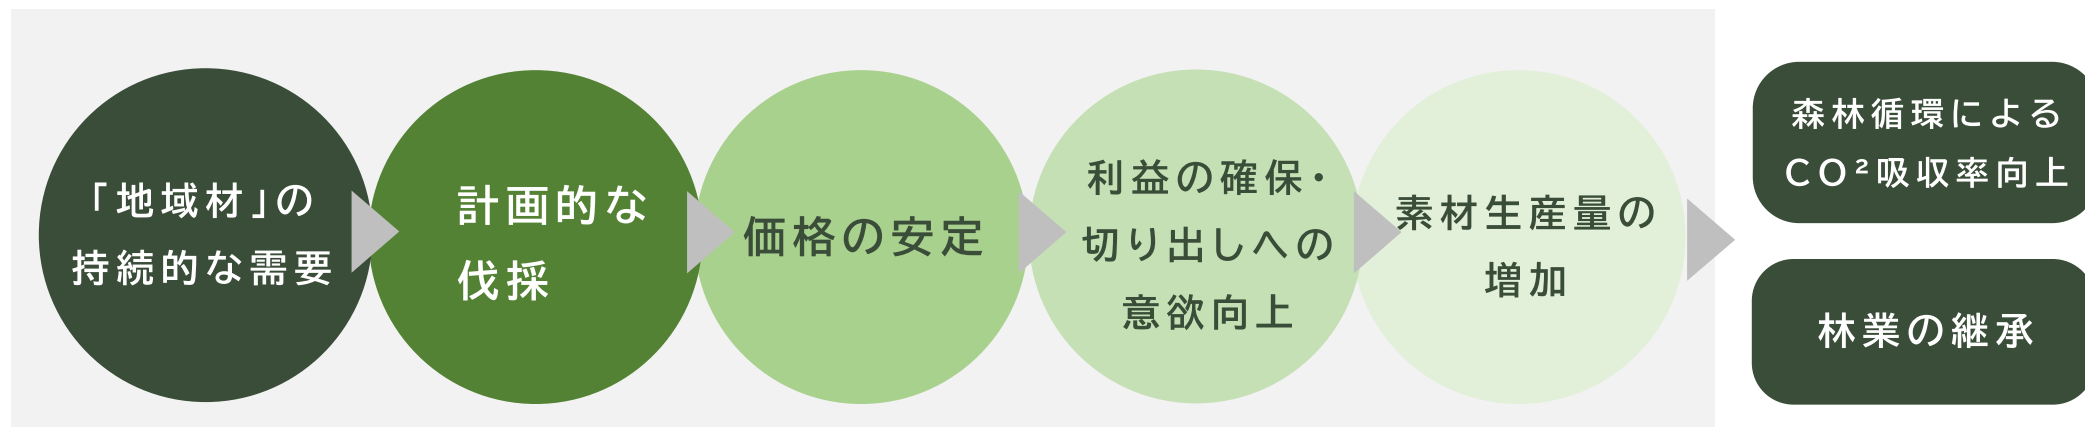 「地域材」の
持続的な需要
計画的な
伐採
価格の安定
利益の確保・
切り出しへの
意欲向上
素材生産量の
増加
森林循環による
CO²吸収率向上
林業の継承